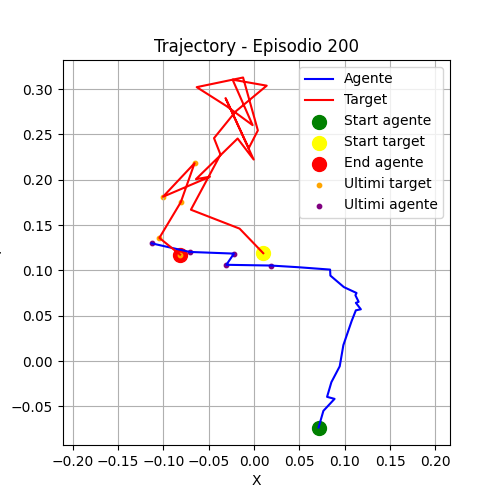 Trajectory - Episodio 200
Agente
Target
Start agente
Start target
End agente
Ultimi target
Ultimi agente
0.30
0.25
0.20
0.15
0.10
0.05
0.00
−0.05
−0.20 −0.15 −0.10 −0.05 0.00 0.05 0.10 0.15 0.20
X